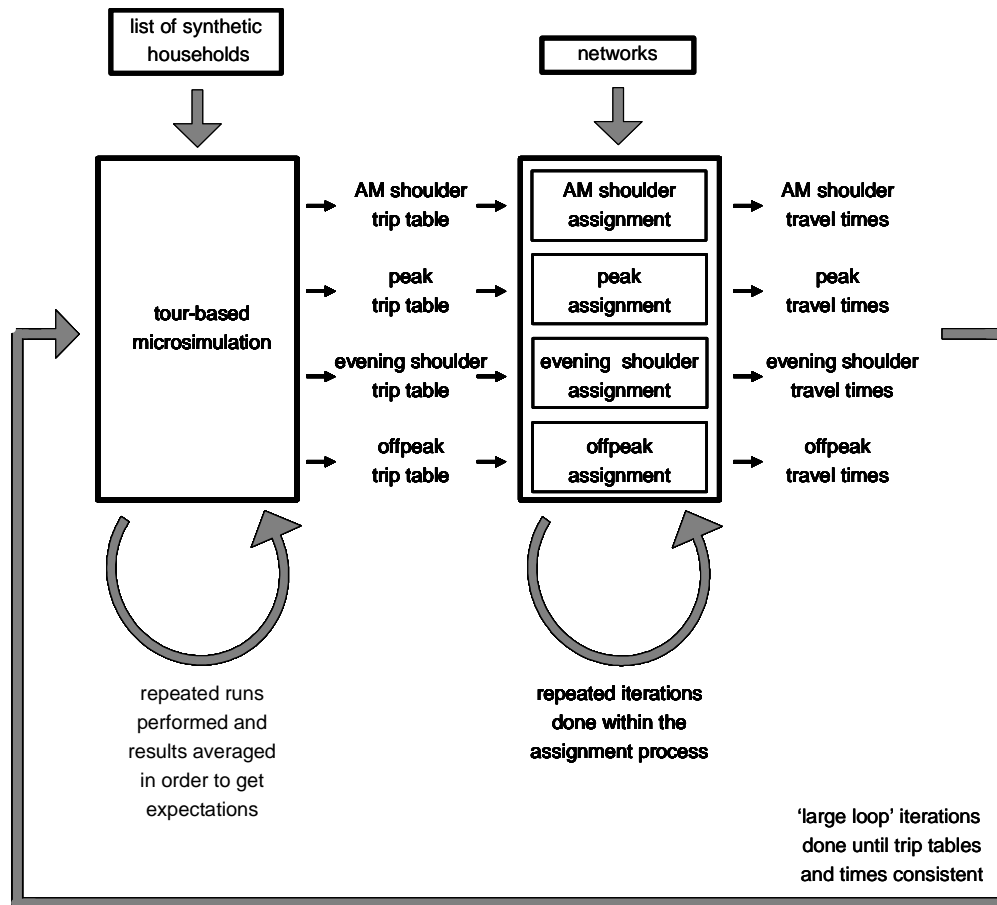 list of synthetic
households
networks
AM shoulder
trip table
AM shoulder
assignment
AM shoulder
travel times
peak
trip table
peak
assignment
peak
travel times
tour-based
microsimulation
evening shoulder
trip table
evening shoulder
assignment
evening shoulder
travel times
offpeak
trip table
offpeak
assignment
offpeak
travel times
repeated runs
performed and
results averaged
in order to get
expectations
repeated iterations
done within the
assignment process
‘large loop’ iterations
done until trip tables
and times consistent